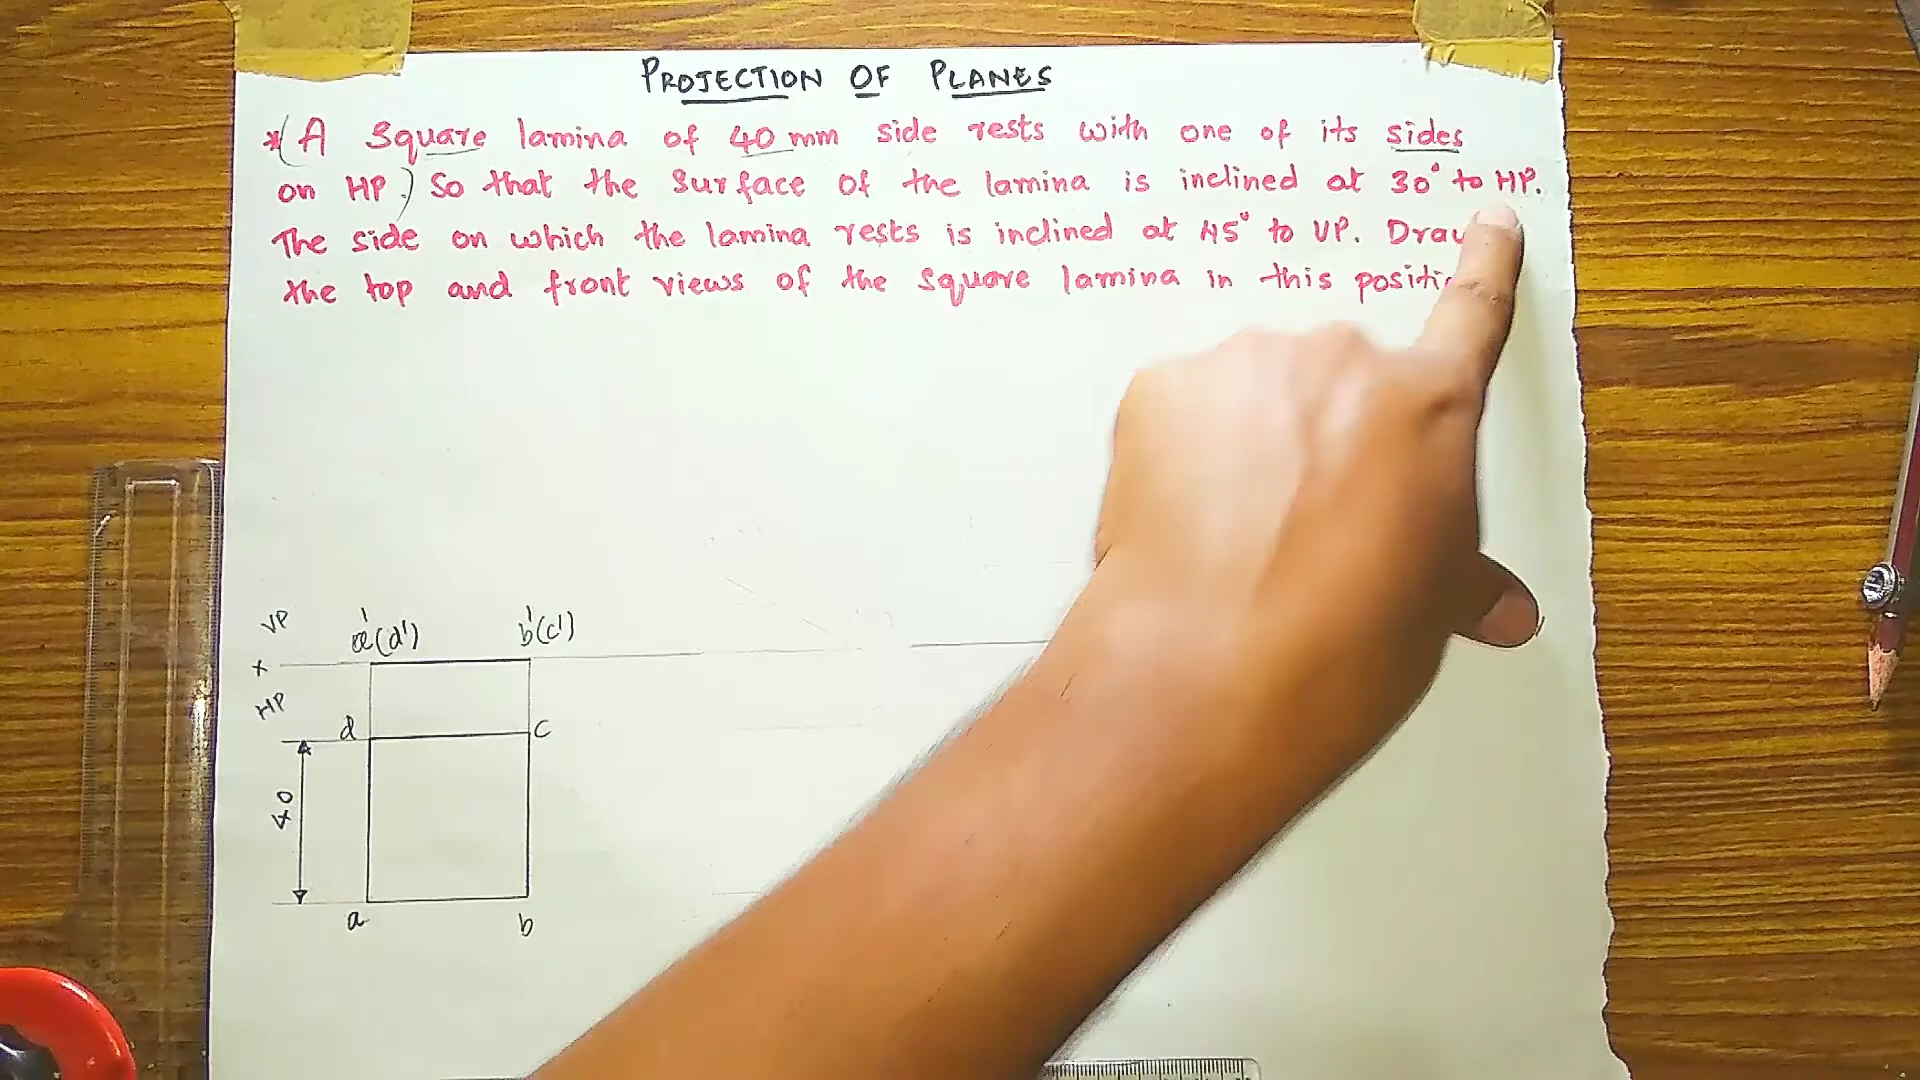 PROJECTION OF PLANES
*(A Square lamina of 40 mm side rests with one of its sides
on HP.) So that the Surface of the lamina is inclined at 30° to HP.
The side on which the lamina rests is inclined at 45° to VP.
the top and front views of the square lamina in this
VP
a'(d')
b'(c')
X
HP
d
c
40
a
b